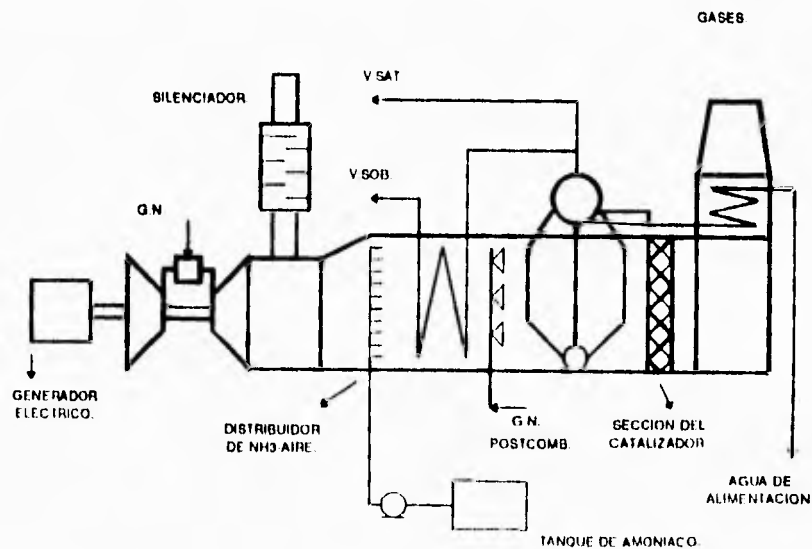 GASES
SILENCIADOR
V SAT
V SOB.
G.N
GENERADOR
ELECTRICO.
DISTRIBUIDOR
DE NH3-AIRE.
G.N.
POSTCOMB.
SECCION DEL
CATALIZADOR
AGUA DE
ALIMENTACION
TANQUE DE AMONIACO.